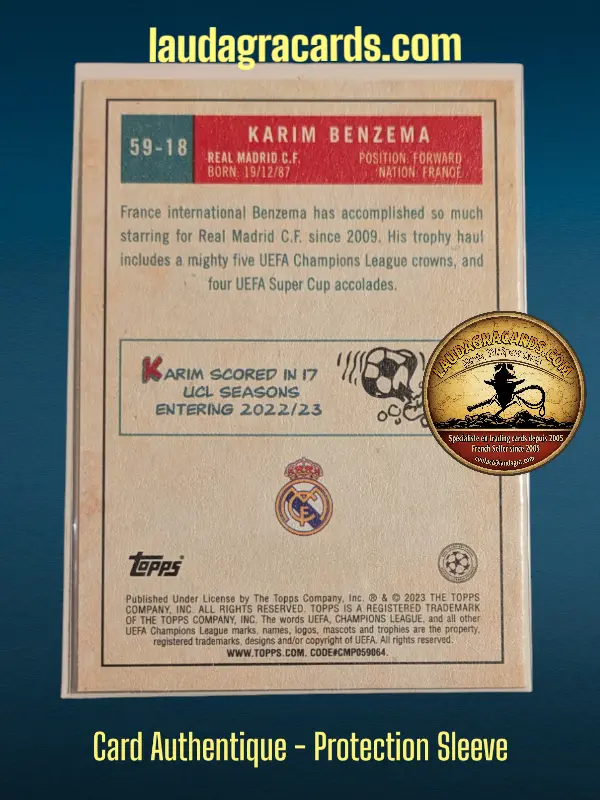 laudagracards.com
59-18
KARIM BENZEMA
REAL MADRID C.F.
POSITION: FORWARD
BORN: 19/12/87
NATION: FRANCE
France international Benzema has accomplished so much
starring for Real Madrid C.F. since 2009. His trophy haul
includes a mighty five UEFA Champions League crowns, and
four UEFA Super Cup accolades.
KARIM SCORED IN 17
UCL SEASONS
ENTERING 2022/23
LAUDAGRACARDS.COM
Spécialiste en trading cards depuis 2005
French Seller since 2005
Topps
Published Under License by The Topps Company, Inc. ® & © 2023 THE TOPPS
COMPANY, INC. ALL RIGHTS RESERVED. TOPPS IS A REGISTERED TRADEMARK
OF THE TOPPS COMPANY, INC. The words UEFA, CHAMPIONS LEAGUE, and all other
UEFA Champions League marks, names, logos, mascots and trophies are the property,
registered trademarks, designs and/or copyright of UEFA. All rights reserved.
WWW.TOPPS.COM. CODE#CMP059064.
Card Authentique - Protection Sleeve